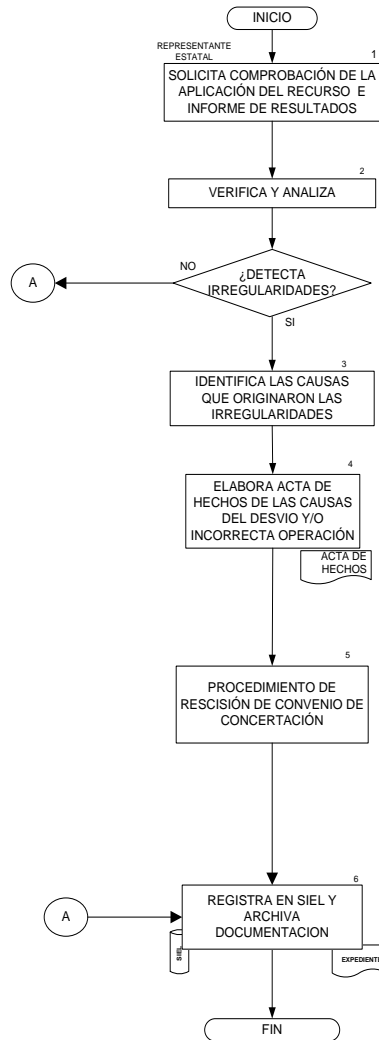 INICIO
REPRESENTANTE
ESTATAL
1
SOLICITA COMPROBACIÓN DE LA
APLICACIÓN DEL RECURSO E
INFORME DE RESULTADOS
2
VERIFICA Y ANALIZA
NO
¿DETECTA
IRREGULARIDADES?
A
SI
3
IDENTIFICA LAS CAUSAS
QUE ORIGINARON LAS
IRREGULARIDADES
4
ELABORA ACTA DE
HECHOS DE LAS CAUSAS
DEL DESVIO Y/O
INCORRECTA OPERACIÓN
ACTA DE
HECHOS
5
PROCEDIMIENTO DE
RESCISIÓN DE CONVENIO DE
CONCERTACIÓN
6
A
REGISTRA EN SIEL Y
ARCHIVA
DOCUMENTACION
SIEL
EXPEDIENTE
FIN